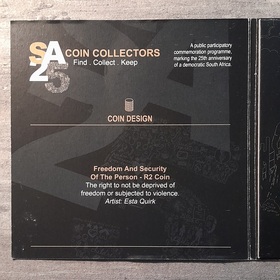 SA COIN COLLECTORS
25 Find . Collect . Keep
A public participatory
commemoration programme,
marking the 25th anniversary
of a democratic South Africa.
COIN DESIGN
Freedom And Security
Of The Person - R2 Coin
The right to not be deprived of
freedom or subjected to violence.
Artist: Esta Quirk